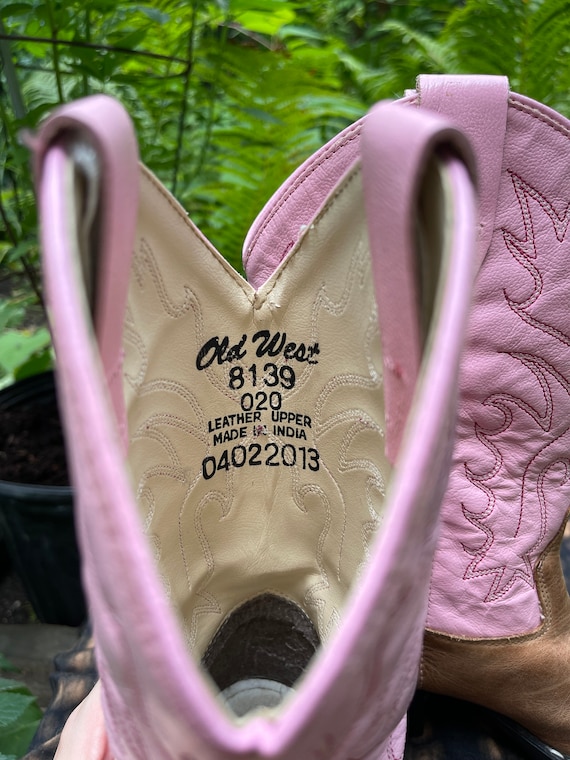 Old West
8139
020
LEATHER UPPER
MADE IN INDIA
04022013